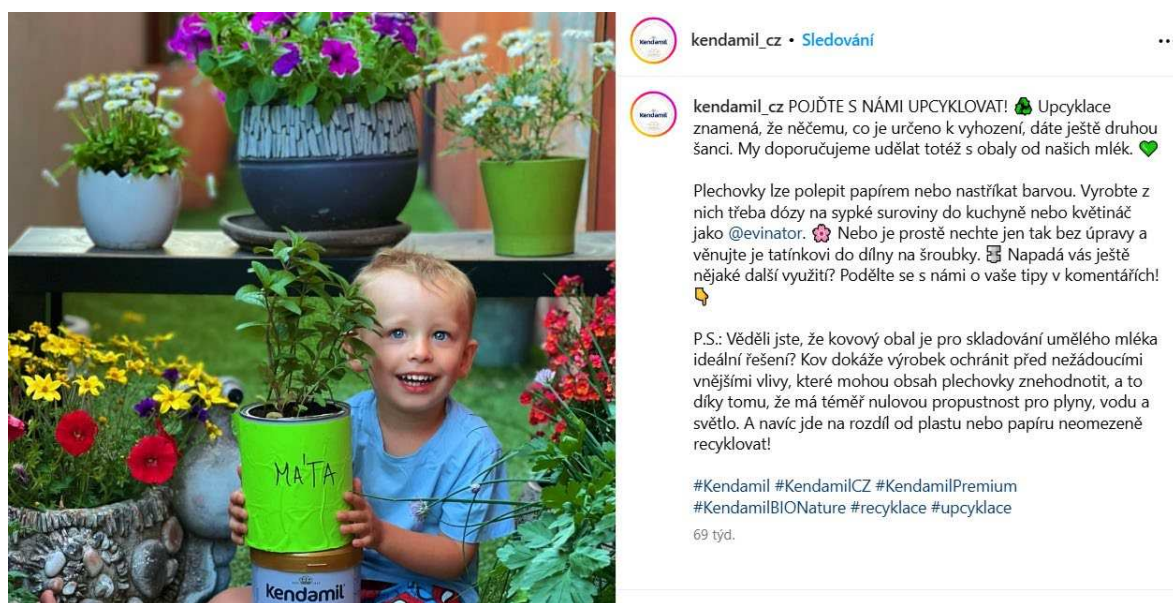 kendamil_cz • Sledování
kendamil_cz POJĎTE S NÁMI UPCYKLOVAT! ♻ Upcyklace
znamená, že něčemu, co je určeno k vyhození, dáte ještě druhou
šanci. My doporučujeme udělat totéž s obaly od našich mlék. 💚
Plechovky lze polepit papírem nebo nastříkat barvou. Vyrobte z
nich třeba dózy na sypké suroviny do kuchyně nebo květináč
jako @evinator. 🌸 Nebo je prostě nechte jen tak bez úpravy a
věnujte je tatínkovi do dílny na šroubky. 🔩 Napadá vás ještě
nějaké další využití? Podělte se s námi o vaše tipy v komentářích!
👇
P.S.: Věděli jste, že kovový obal je pro skladování umělého mléka
ideální řešení? Kov dokáže výrobek ochránit před nežádoucími
vnějšími vlivy, které mohou obsah plechovky znehodnotit, a to
díky tomu, že má téměř nulovou propustnost pro plyny, vodu a
světlo. A navíc jde na rozdíl od plastu nebo papíru neomezeně
recyklovat!
#Kendamil #KendamilCZ #KendamilPremium
#KendamilBIONature #recyklace #upcyklace
69 týd.
MA'TA
Kendamil
Kendamil
Kendamil